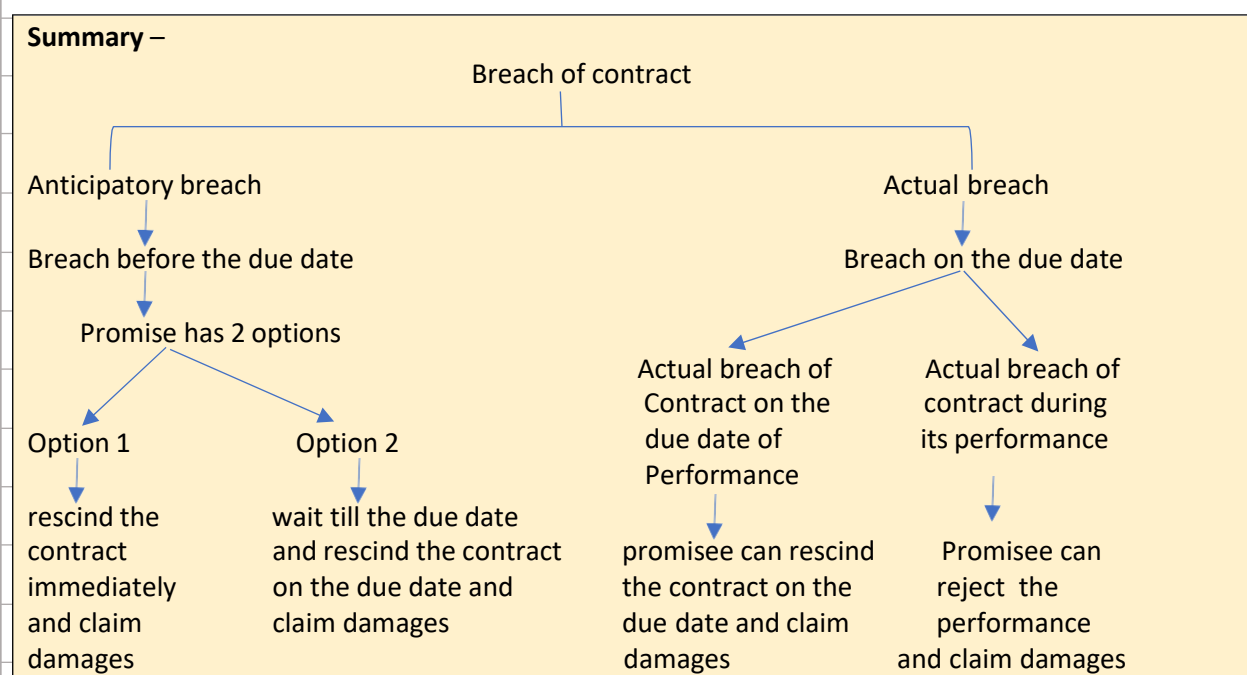 Summary –
Breach of contract
Anticipatory breach
Actual breach
Breach before the due date
Breach on the due date
Promise has 2 options
Option 1
Option 2
rescind the
contract
immediately
and claim
damages
wait till the due date
and rescind the contract
on the due date and
claim damages
Actual breach of
Contract on the
due date of
Performance
promisee can rescind
the contract on the
due date and claim
damages
Actual breach of
contract during
its performance
Promisee can
reject the
performance
and claim damages